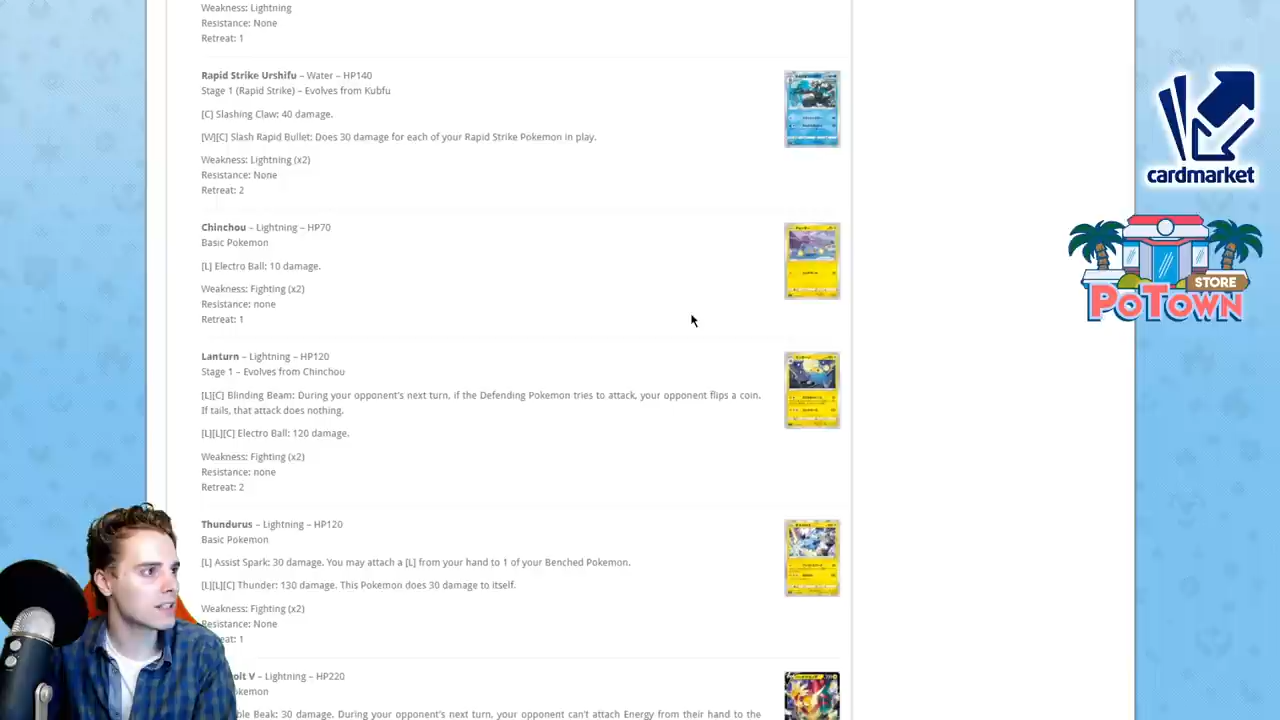 Weakness: Lightning
Resistance: None
Retreat: 1
Rapid Strike Urshifu – Water – HP140
Stage 1 (Rapid Strike) – Evolves from Kubfu
[C] Slashing Claw: 40 damage.
[W][C] Slash Rapid Bullet: Does 30 damage for each of your Rapid Strike Pokemon in play.
Weakness: Lightning (x2)
Resistance: None
Retreat: 2
Chinchou – Lightning – HP70
Basic Pokemon
[L] Electro Ball: 10 damage.
Weakness: Fighting (x2)
Resistance: none
Retreat: 1
Lanturn – Lightning – HP120
Stage 1 – Evolves from Chinchou
[L][C] Blinding Beam: During your opponent's next turn, if the Defending Pokemon tries to attack, your opponent flips a coin.
If tails, that attack does nothing.
[L][L][C] Electro Ball: 120 damage.
Weakness: Fighting (x2)
Resistance: none
Retreat: 2
Thundurus – Lightning – HP120
Basic Pokemon
[L] Assist Spark: 30 damage. You may attach a [L] from your hand to 1 of your Benched Pokemon.
[L][L][C] Thunder: 130 damage. This Pokemon does 30 damage to itself.
Weakness: Fighting (x2)
Resistance: None
eat: 1
olt V – Lightning – HP220
okemon
ble Beak: 30 damage. During your opponent's next turn, your opponent can't attach Energy from their hand to the
cardmarket
STORE
POTOWN